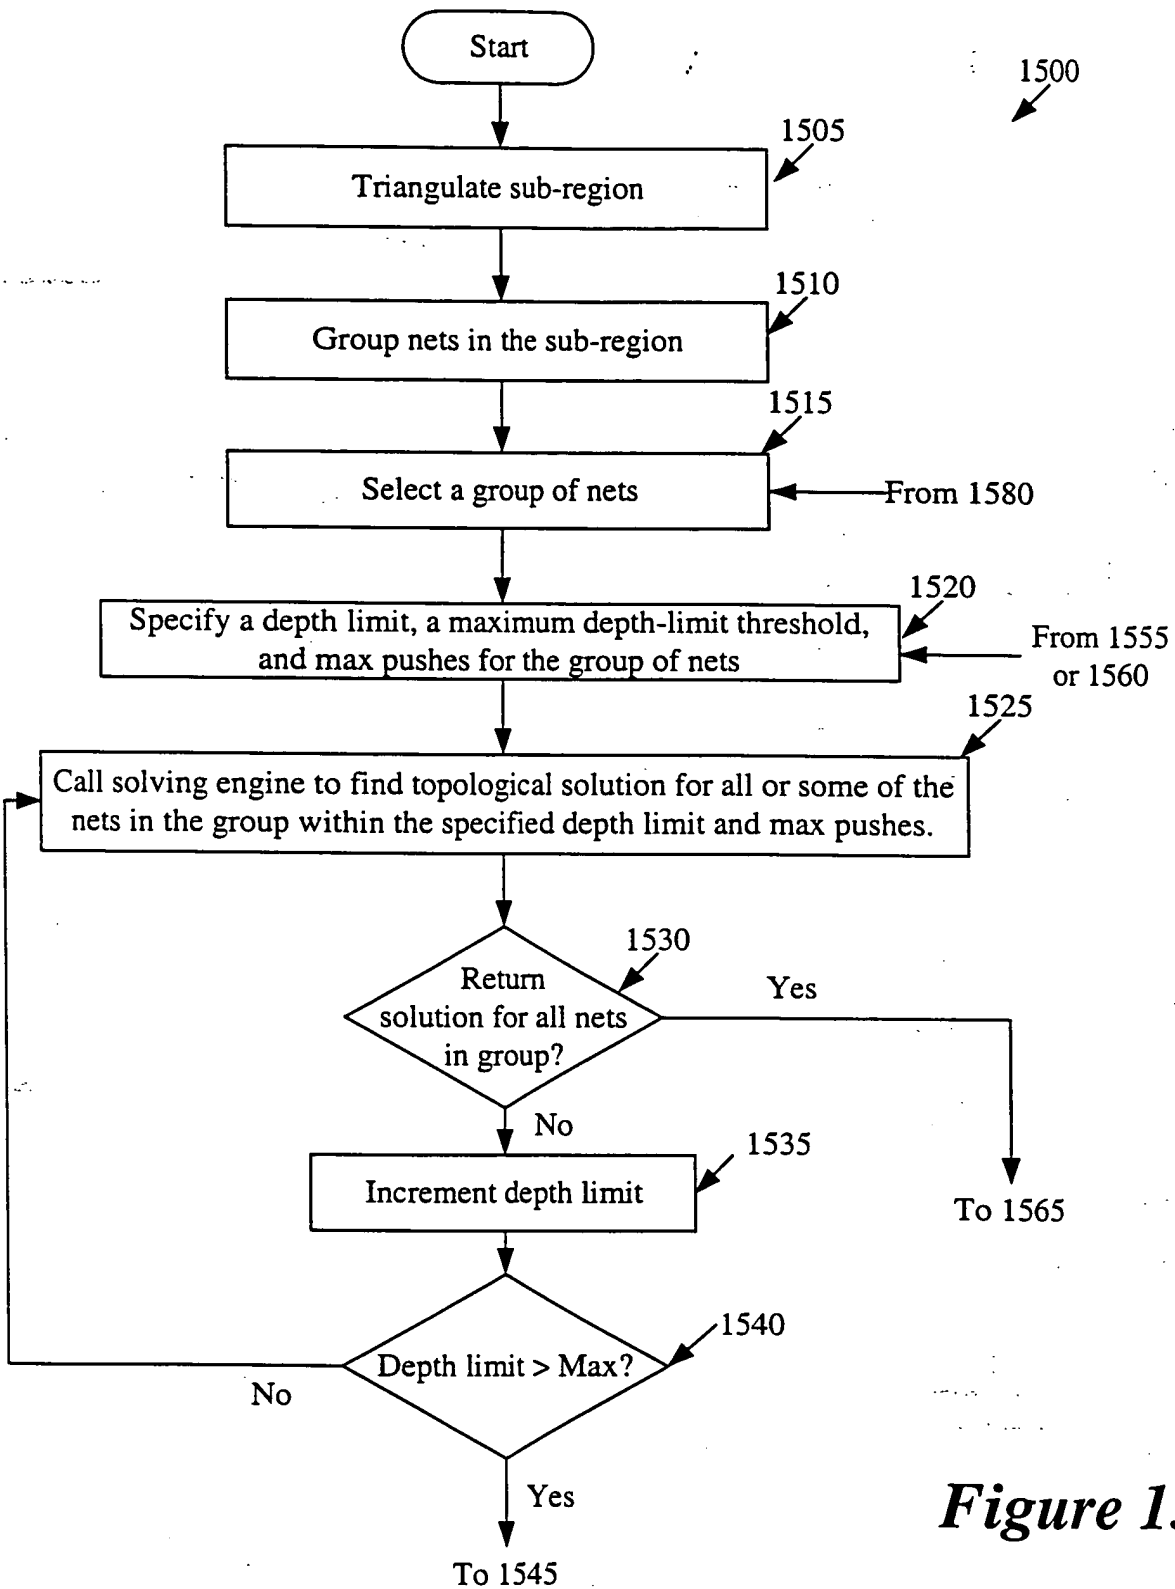 Start
1500
1505
Triangulate sub-region
1510
Group nets in the sub-region
1515
Select a group of nets
From 1580
1520
Specify a depth limit, a maximum depth-limit threshold,
and max pushes for the group of nets
From 1555
or 1560
1525
Call solving engine to find topological solution for all or some of the
nets in the group within the specified depth limit and max pushes.
1530
Return
solution for all nets
in group?
Yes
No
1535
Increment depth limit
To 1565
1540
Depth limit > Max?
No
Yes
To 1545
Figure